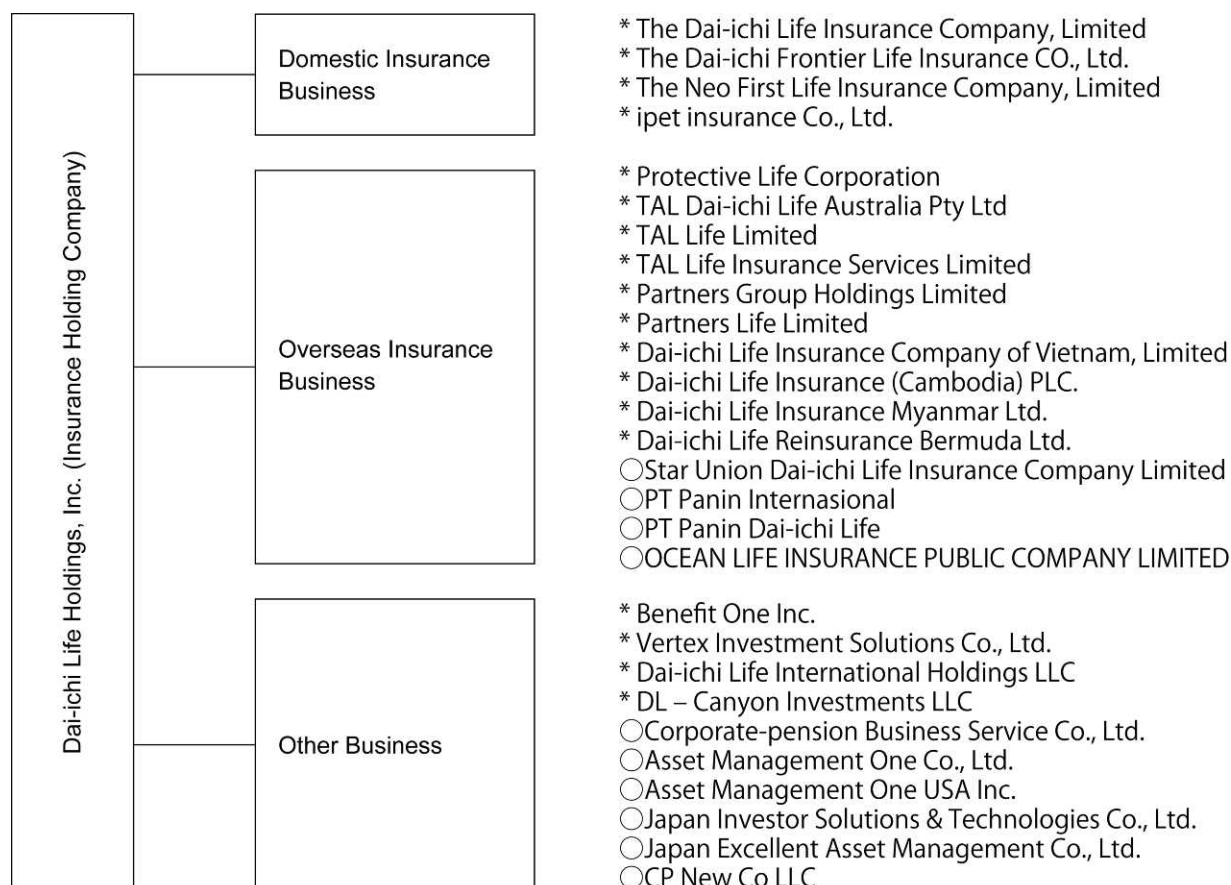 Dai-ichi Life Holdings, Inc. (Insurance Holding Company)
Domestic Insurance
Business
* The Dai-ichi Life Insurance Company, Limited
* The Dai-ichi Frontier Life Insurance CO., Ltd.
* The Neo First Life Insurance Company, Limited
* ipet insurance Co., Ltd.
Overseas Insurance
Business
* Protective Life Corporation
* TAL Dai-ichi Life Australia Pty Ltd
* TAL Life Limited
* TAL Life Insurance Services Limited
* Partners Group Holdings Limited
* Partners Life Limited
* Dai-ichi Life Insurance Company of Vietnam, Limited
* Dai-ichi Life Insurance (Cambodia) PLC.
* Dai-ichi Life Insurance Myanmar Ltd.
* Dai-ichi Life Reinsurance Bermuda Ltd.
○Star Union Dai-ichi Life Insurance Company Limited
○PT Panin Internasional
○PT Panin Dai-ichi Life
○OCEAN LIFE INSURANCE PUBLIC COMPANY LIMITED
Other Business
* Benefit One Inc.
* Vertex Investment Solutions Co., Ltd.
* Dai-ichi Life International Holdings LLC
* DL – Canyon Investments LLC
○Corporate-pension Business Service Co., Ltd.
○Asset Management One Co., Ltd.
○Asset Management One USA Inc.
○Japan Investor Solutions & Technologies Co., Ltd.
○Japan Excellent Asset Management Co., Ltd.
○CP New Co LLC